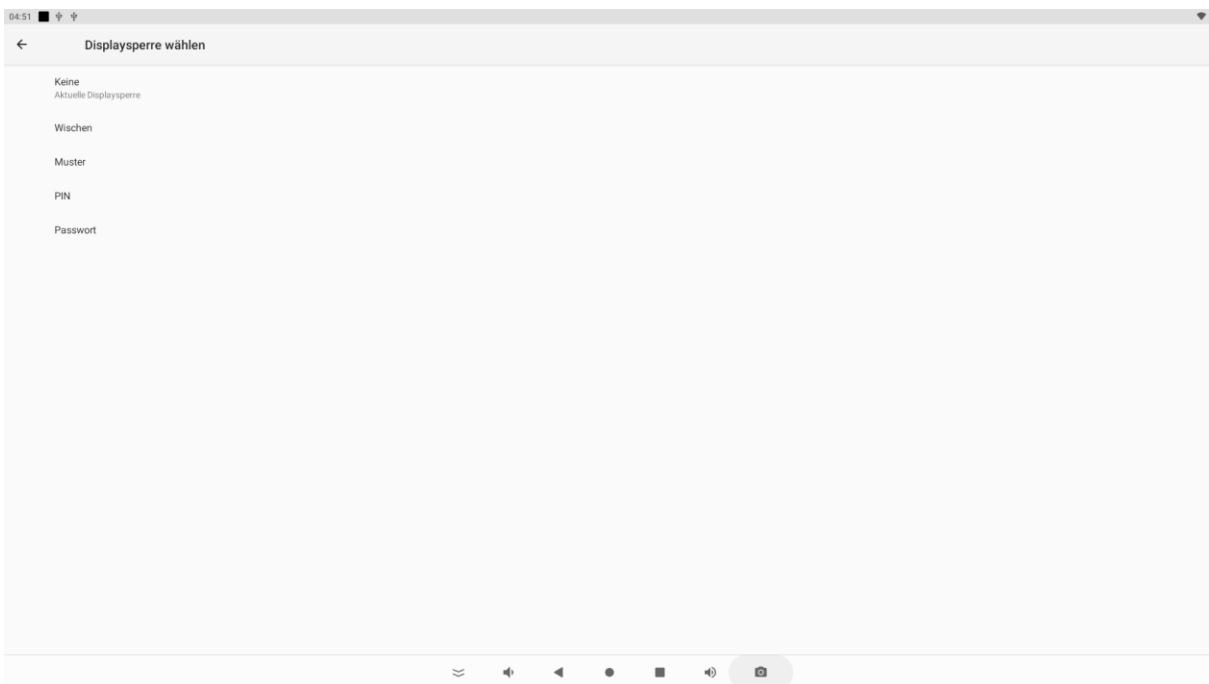 04:51
Displaysperre wählen
Keine
Aktuelle Displaysperre
Wischen
Muster
PIN
Passwort